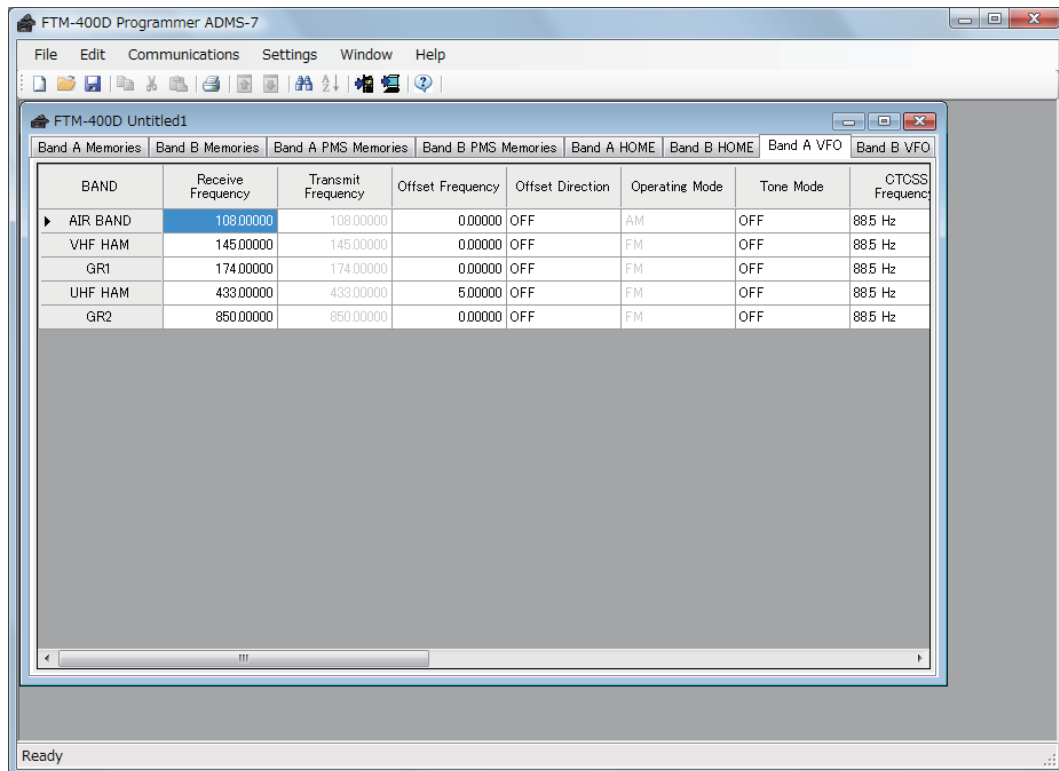 FTM-400D Programmer ADMS-7
File Edit Communications Settings Window Help
FTM-400D Untitled1
Band A Memories Band B Memories Band A PMS Memories Band B PMS Memories Band A HOME Band B HOME Band A VFO Band B VFO
BAND Receive Frequency Transmit Frequency Offset Frequency Offset Direction Operating Mode Tone Mode CTCSS Frequency
AIR BAND 108.00000 108.00000 0.00000 OFF AM OFF 88.5 Hz
VHF HAM 145.00000 145.00000 0.00000 OFF FM OFF 88.5 Hz
GR1 174.00000 174.00000 0.00000 OFF FM OFF 88.5 Hz
UHF HAM 433.00000 433.00000 5.00000 OFF FM OFF 88.5 Hz
GR2 850.00000 850.00000 0.00000 OFF FM OFF 88.5 Hz
Ready